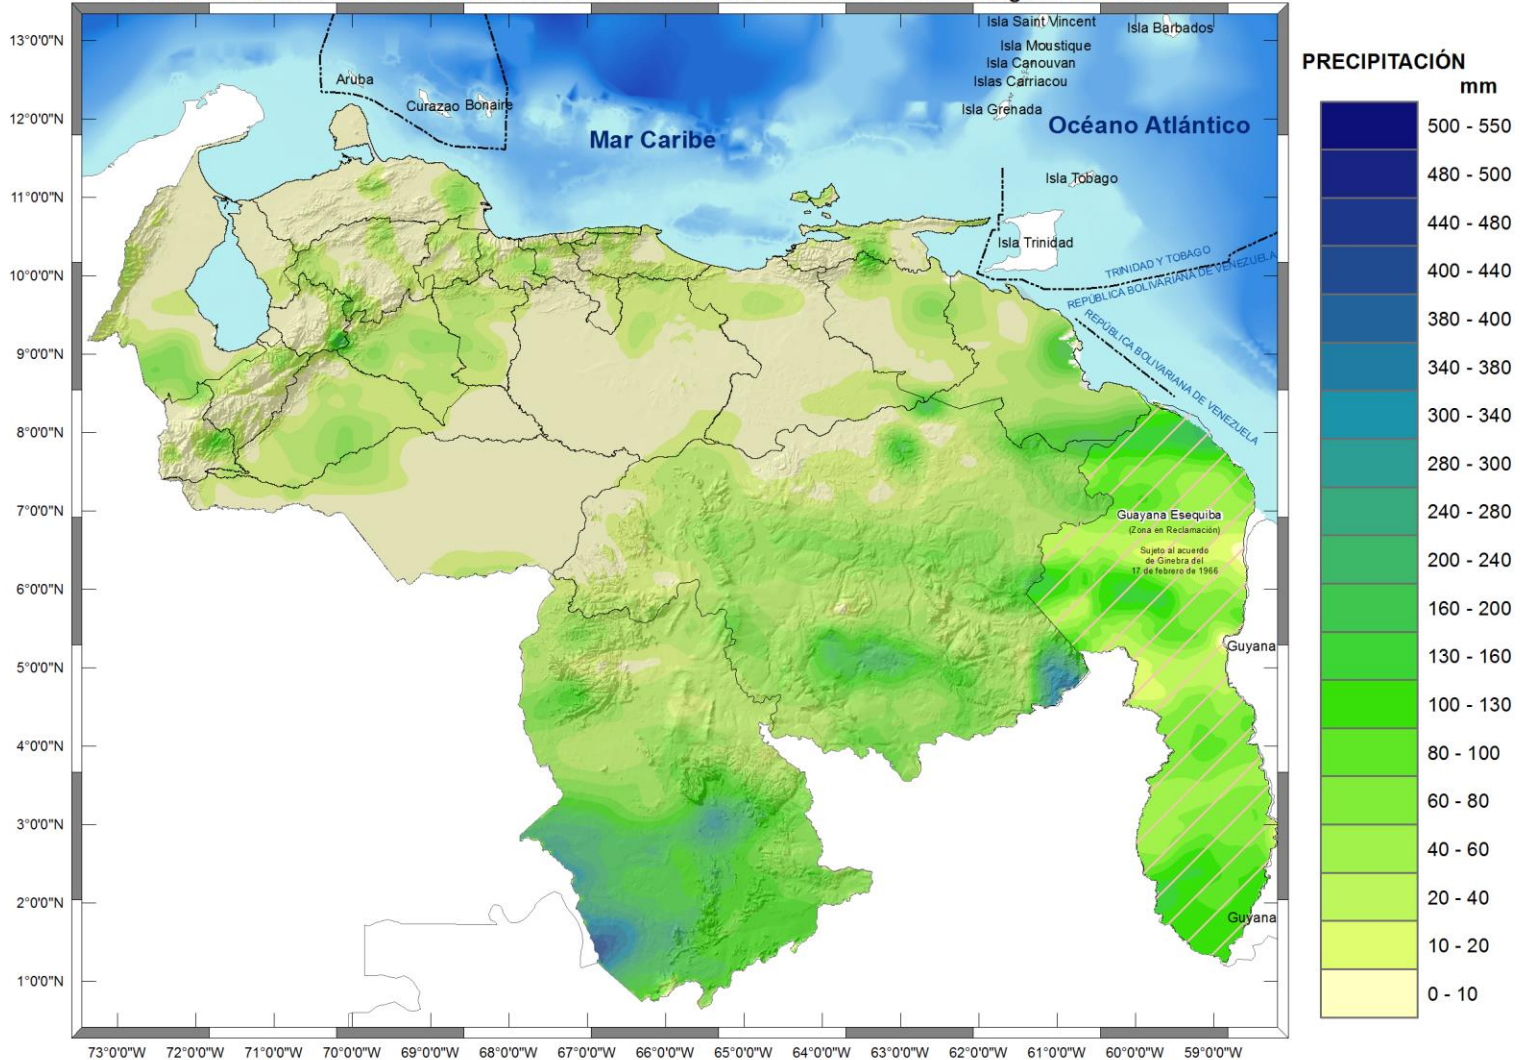 Isla Saint Vincent
Isla Barbados
Isla Moustique
Isla Canouvan
Islas Carriacou
Isla Grenada
Aruba
Curazao
Bonaire
Mar Caribe
Océano Atlántico
Isla Tobago
Isla Trinidad
TRINIDAD Y TOBAGO
REPÚBLICA BOLIVARIANA DE VENEZUELA
REPÚBLICA BOLIVARIANA DE VENEZUELA
Guayana Esequiba
(Zona en Reclamación)
Sujeto al acuerdo
de Ginebra del
17 de febrero de 1966
Guyana
Guyana
13°0'0"N
12°0'0"N
11°0'0"N
10°0'0"N
9°0'0"N
8°0'0"N
7°0'0"N
6°0'0"N
5°0'0"N
4°0'0"N
3°0'0"N
2°0'0"N
1°0'0"N
73°0'0"W 72°0'0"W 71°0'0"W 70°0'0"W 69°0'0"W 68°0'0"W 67°0'0"W 66°0'0"W 65°0'0"W 64°0'0"W 63°0'0"W 62°0'0"W 61°0'0"W 60°0'0"W 59°0'0"W
PRECIPITACIÓN
mm
500 - 550
480 - 500
440 - 480
400 - 440
380 - 400
340 - 380
300 - 340
280 - 300
240 - 280
200 - 240
160 - 200
130 - 160
100 - 130
80 - 100
60 - 80
40 - 60
20 - 40
10 - 20
0 - 10